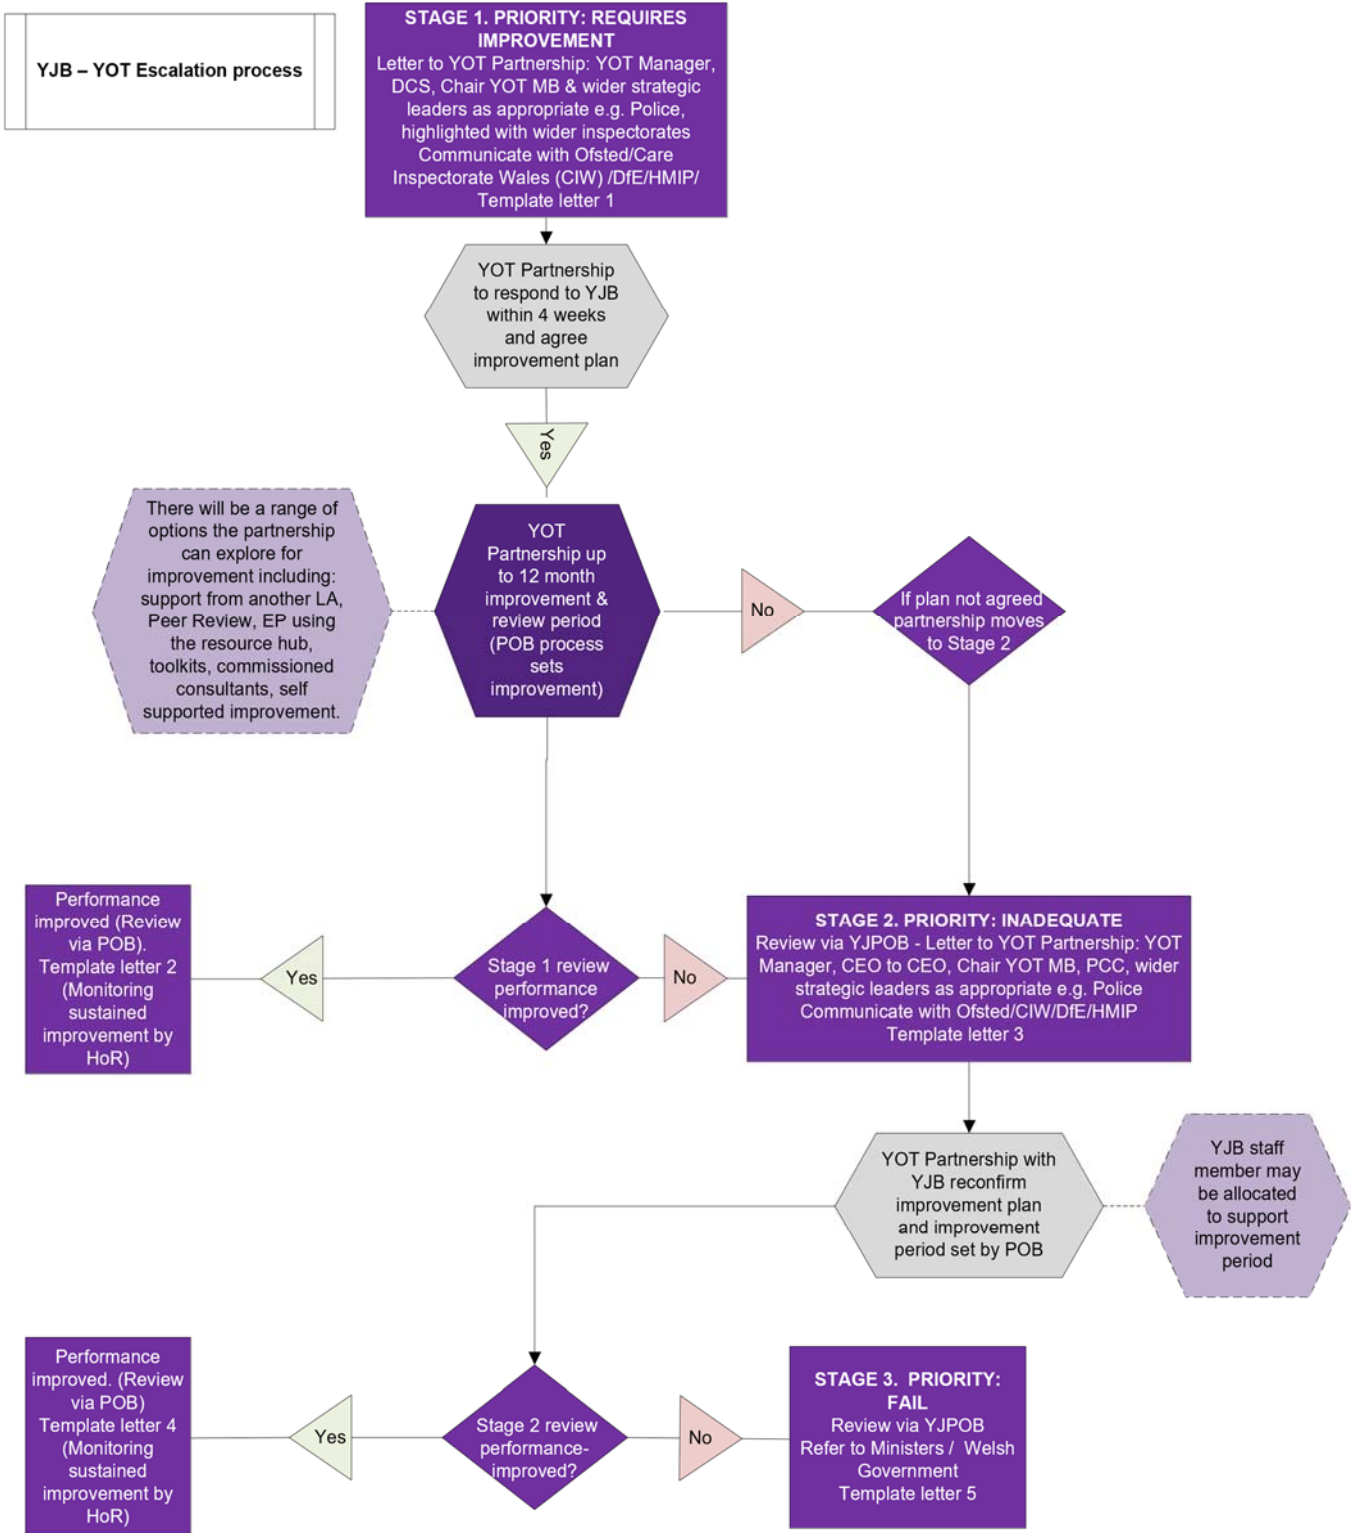 YJB – YOT Escalation process
STAGE 1. PRIORITY: REQUIRES
IMPROVEMENT
Letter to YOT Partnership: YOT Manager,
DCS, Chair YOT MB & wider strategic
leaders as appropriate e.g. Police,
highlighted with wider inspectorates
Communicate with Ofsted/Care
Inspectorate Wales (CIW) /DfE/HMIP/
Template letter 1
YOT Partnership
to respond to YJB
within 4 weeks
and agree
improvement plan
Yes
There will be a range of
options the partnership
can explore for
improvement including:
support from another LA,
Peer Review, EP using
the resource hub,
toolkits, commissioned
consultants, self
supported improvement.
YOT
Partnership up
to 12 month
improvement &
review period
(POB process
sets
improvement)
No
If plan not agreed
partnership moves
to Stage 2
Performance
improved (Review
via POB).
Template letter 2
(Monitoring
sustained
improvement by
HoR)
Yes
Stage 1 review
performance
improved?
No
STAGE 2. PRIORITY: INADEQUATE
Review via YJPOB - Letter to YOT Partnership: YOT
Manager, CEO to CEO, Chair YOT MB, PCC, wider
strategic leaders as appropriate e.g. Police
Communicate with Ofsted/CIW/DfE/HMIP
Template letter 3
YOT Partnership with
YJB reconfirm
improvement plan
and improvement
period set by POB
YJB staff
member may
be allocated
to support
improvement
period
Performance
improved. (Review
via POB)
Template letter 4
(Monitoring
sustained
improvement by
HoR)
Yes
Stage 2 review
performance-
improved?
No
STAGE 3.  PRIORITY:
FAIL
Review via YJPOB
Refer to Ministers /  Welsh
Government
Template letter 5